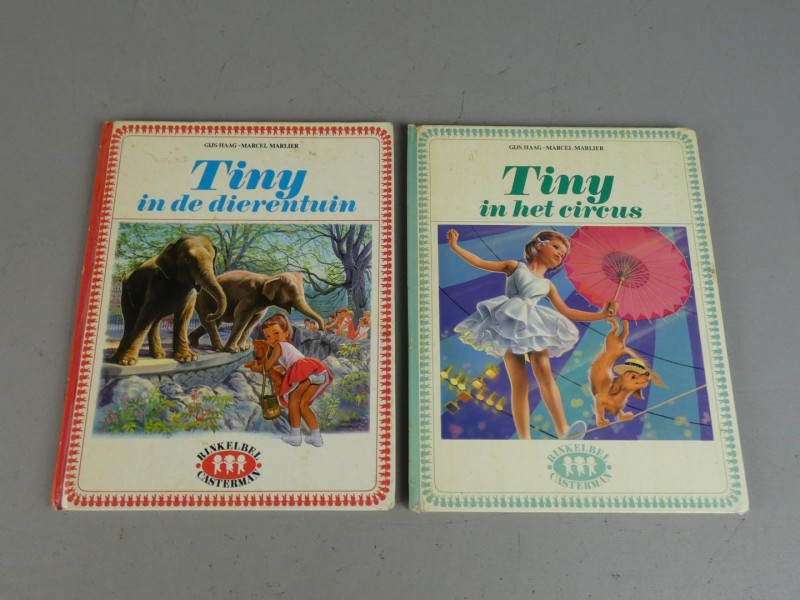 GIJS HAAG • MARCEL MARLIER
Tiny
in de dierentuin
RINKELBEL
CASTERMAN
GIJS HAAG • MARCEL MARLIER
Tiny
in het circus
RINKELBEL
CASTERMAN